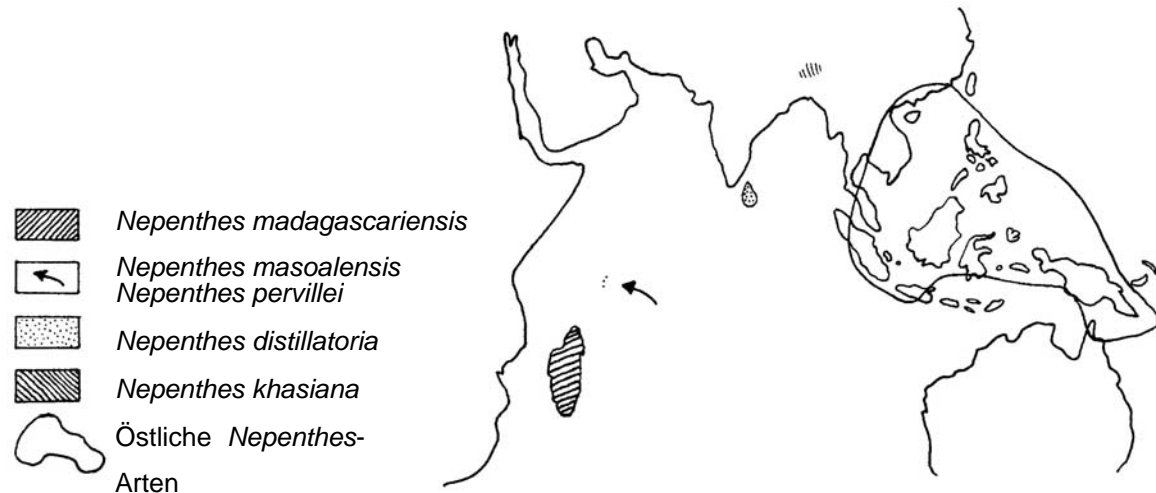 Nepenthes madagascariensis
Nepenthes masoalensis
Nepenthes pervillei
Nepenthes distillatoria
Nepenthes khasiana
Östliche Nepenthes-
Arten